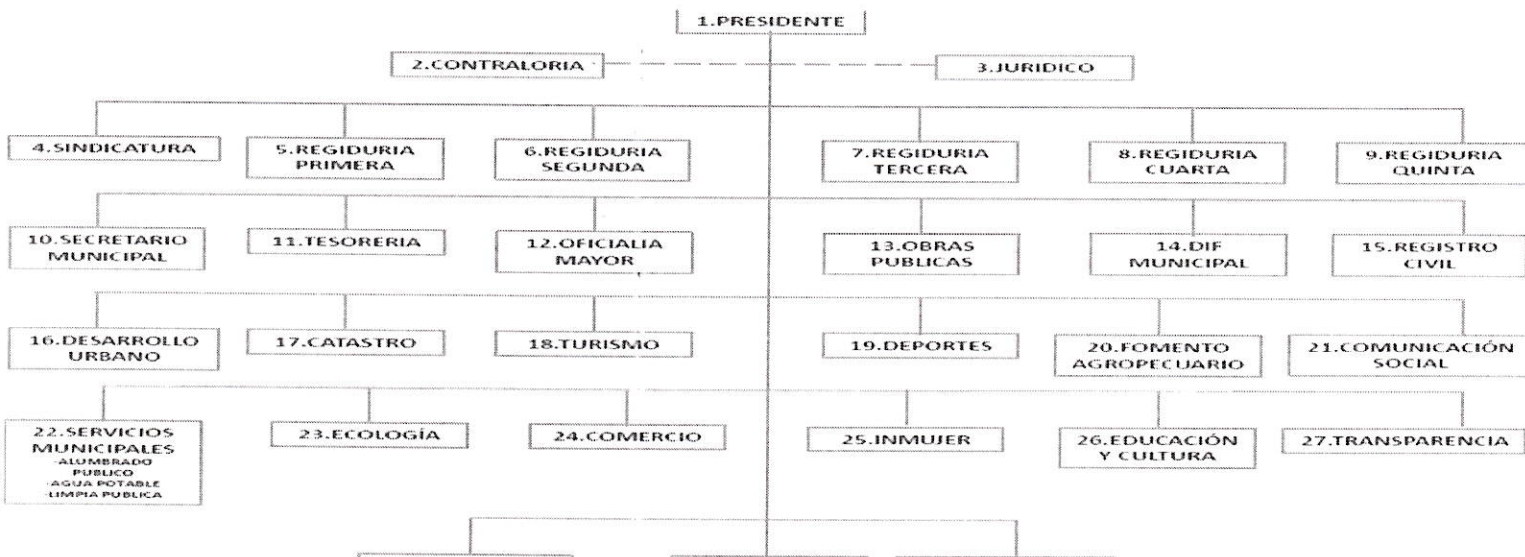 1.PRESIDENTE
2.CONTRALORIA
3.JURIDICO
4.SINDICATURA
5.REGIDURIA
PRIMERA
6.REGIDURIA
SEGUNDA
7.REGIDURIA
TERCERA
8.REGIDURIA
CUARTA
9.REGIDURIA
QUINTA
10.SECRETARIO
MUNICIPAL
11.TESORERIA
12.OFICIALIA
MAYOR
13.OBRAS
PUBLICAS
14.DIF
MUNICIPAL
15.REGISTRO
CIVIL
16.DESARROLLO
URBANO
17.CATASTRO
18.TURISMO
19.DEPORTES
20.FOMENTO
AGROPECUARIO
21.COMUNICACIÓN
SOCIAL
22.SERVICIOS
MUNICIPALES
-ALUMBRADO
PUBLICO
-AGUA POTABLE
-LIMPIA PUBLICA
23.ECOLOGÍA
24.COMERCIO
25.INMUJER
26.EDUCACIÓN
Y CULTURA
27.TRANSPARENCIA